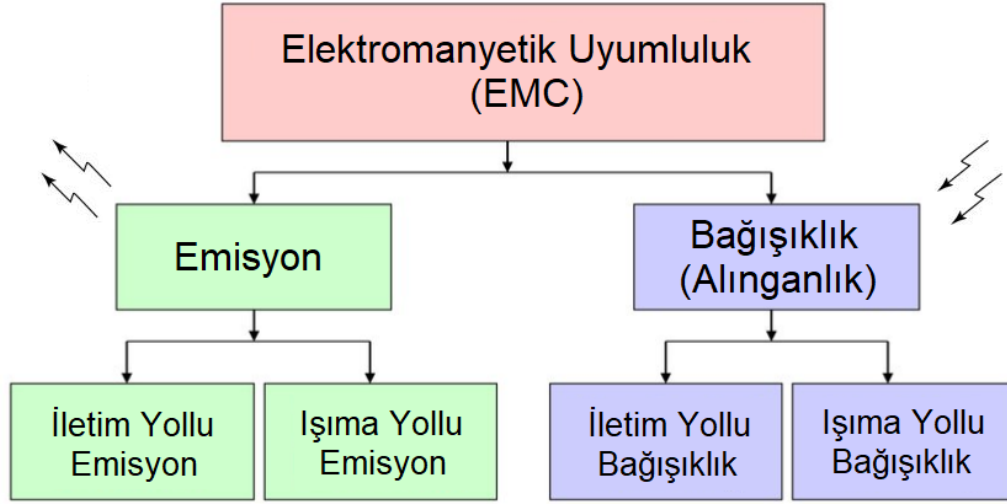 Elektromanyetik Uyumluluk
(EMC)
Emisyon
Bağışıklık
(Alınganlık)
İletim Yollu
Emisyon
Işıma Yollu
Emisyon
İletim Yollu
Bağışıklık
Işıma Yollu
Bağışıklık